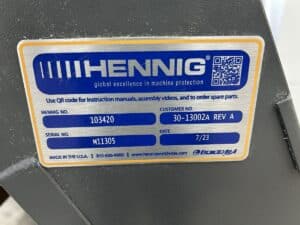 HENNIG®
global excellence in machine protection
Use QR code for instruction manuals, assembly videos, and to order spare parts.
HENNIG NO. CUSTOMER NO.
103420 30-13002A REV A
SERIAL NO. DATE
M11305 7/23
MADE IN THE U.S.A. |